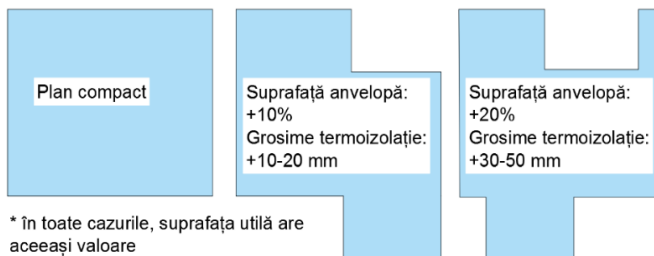 Plan compact
Suprafață anvelopă:
+10%
Grosime termoizolație:
+10-20 mm
Suprafață anvelopă:
+20%
Grosime termoizolație:
+30-50 mm
* în toate cazurile, suprafața utilă are
aceeași valoare